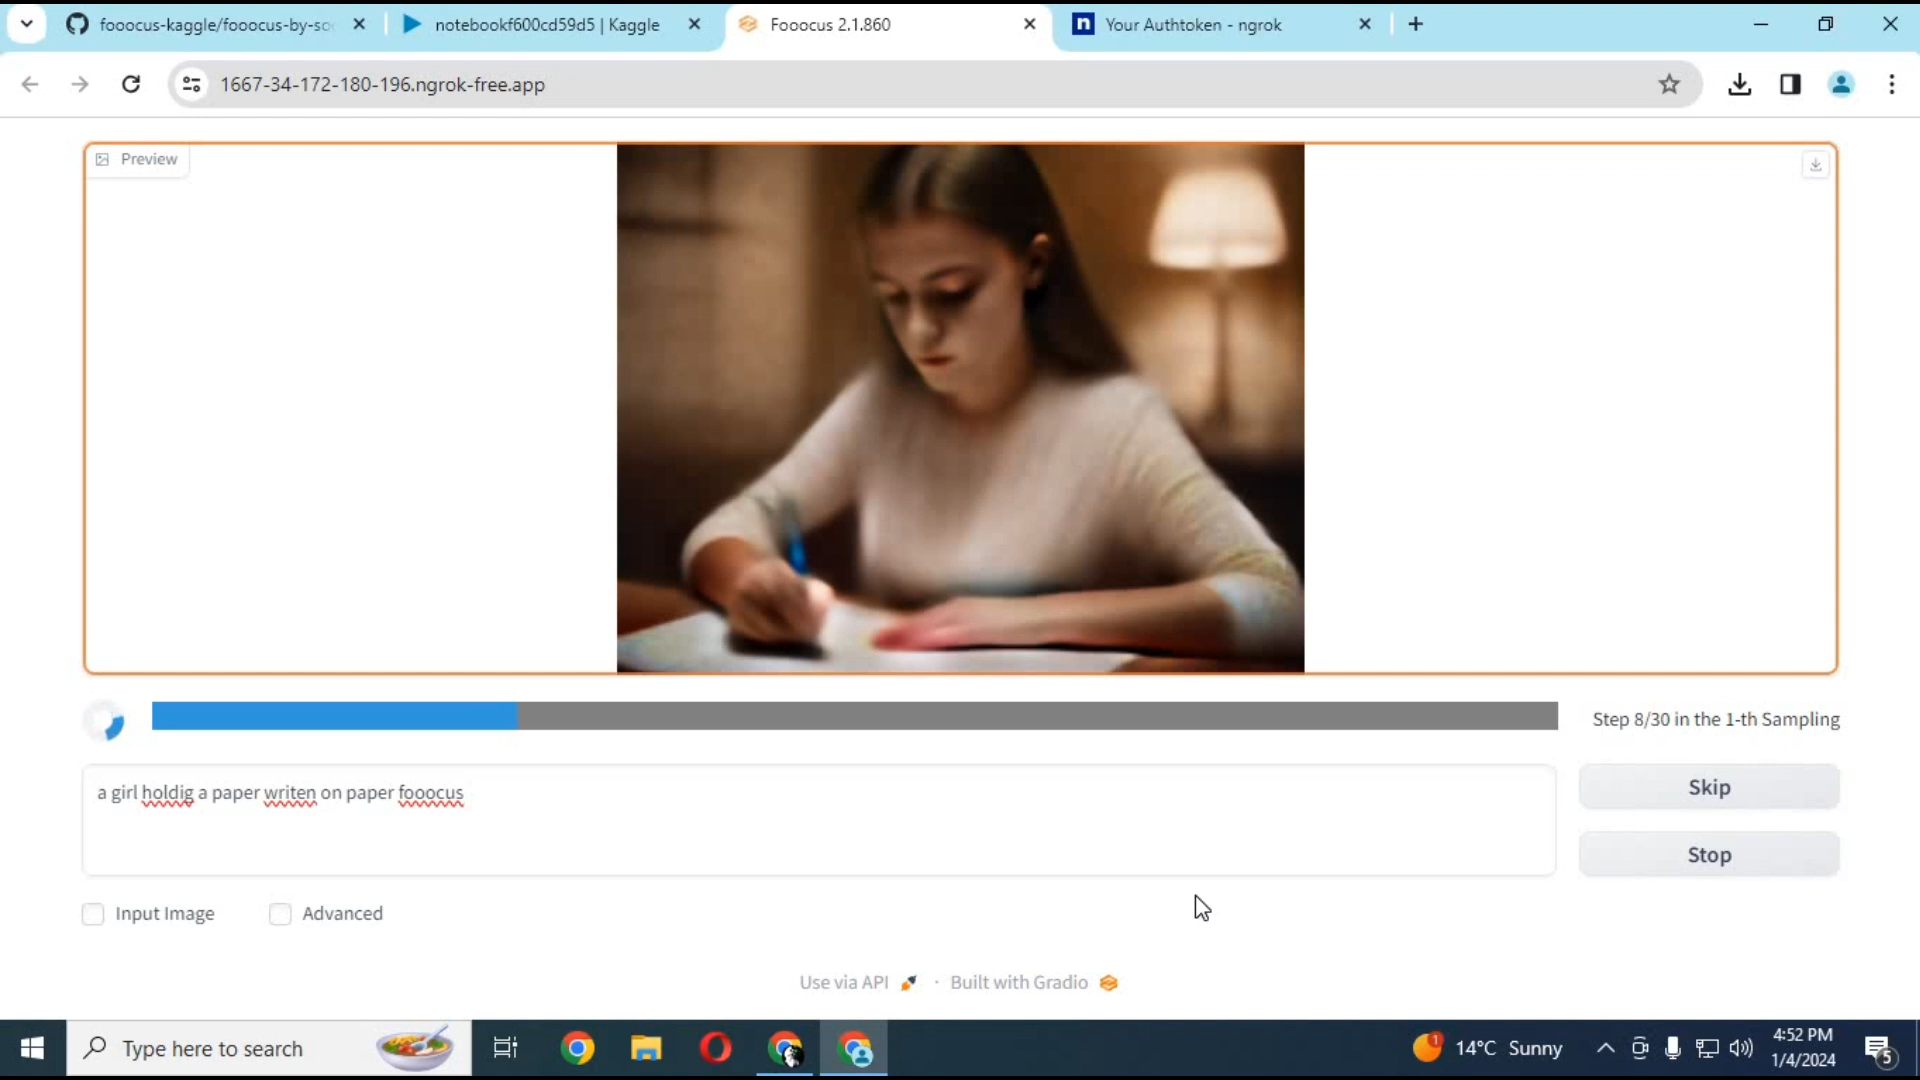 fooocus-kaggle/fooocus-by-so
notebookf600cd59d5 | Kaggle
Fooocus 2.1.860
Your Authtoken - ngrok
1667-34-172-180-196.ngrok-free.app
Preview
Step 8/30 in the 1-th Sampling
a girl holdig a paper writen on paper fooocus
Skip
Stop
Input Image
Advanced
Use via API · Built with Gradio
Type here to search
1
14°C Sunny
4:52 PM
1/4/2024
5